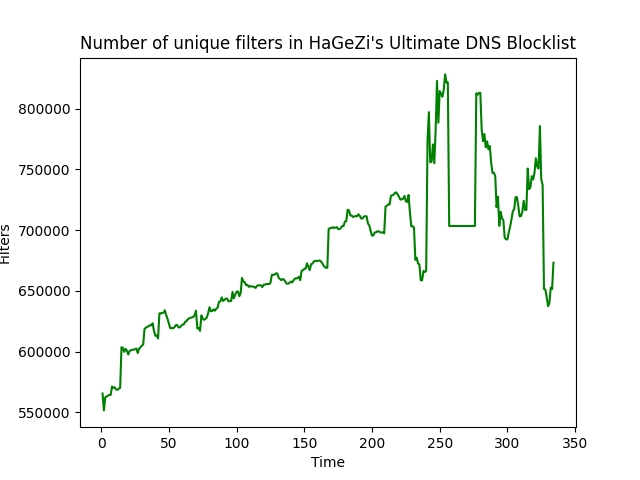 Number of unique filters in HaGeZi's Ultimate DNS Blocklist
800000
750000
700000
650000
600000
550000
Filters
0 50 100 150 200 250 300 350
Time